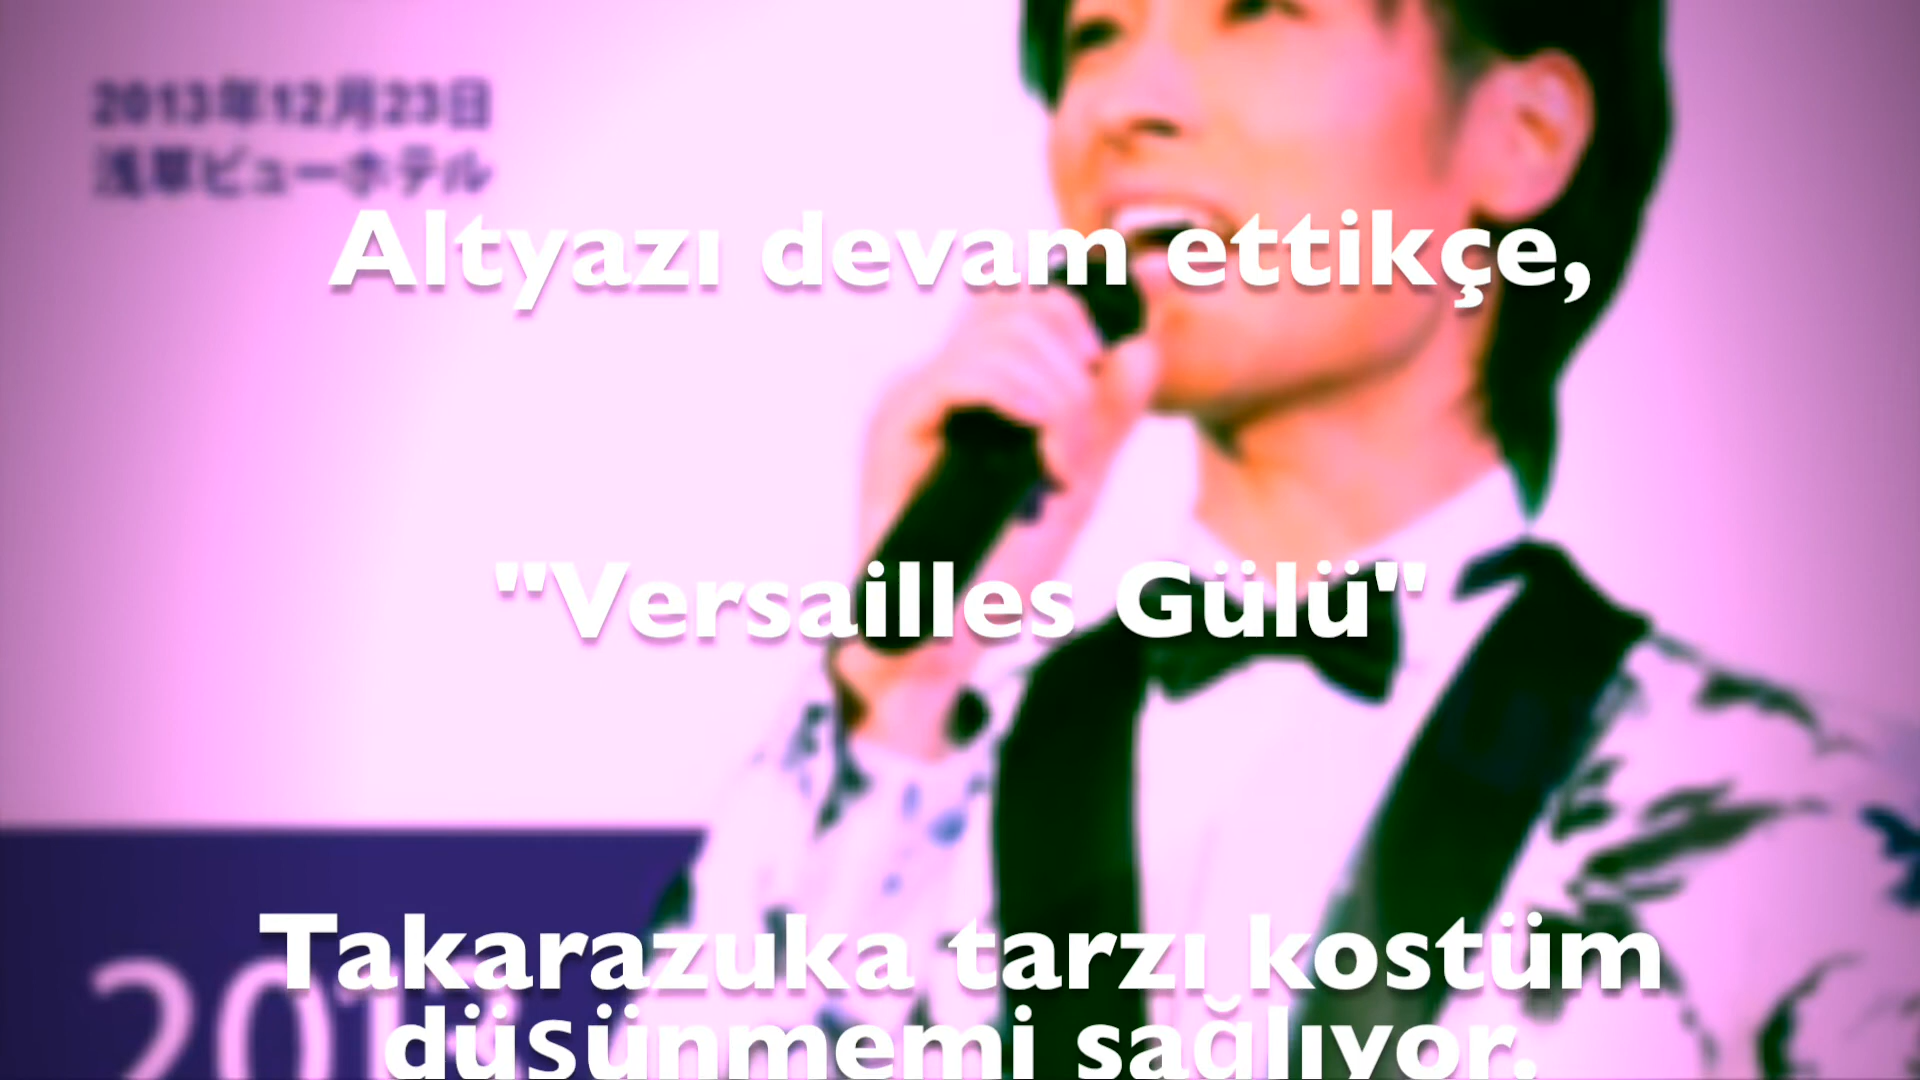 2013年12月23日
浅草ビューホテル
Altyazı devam ettikçe,
"Versailles Gülü"
Takarazuka tarzı kostüm
düşünmemi sağlıyor.